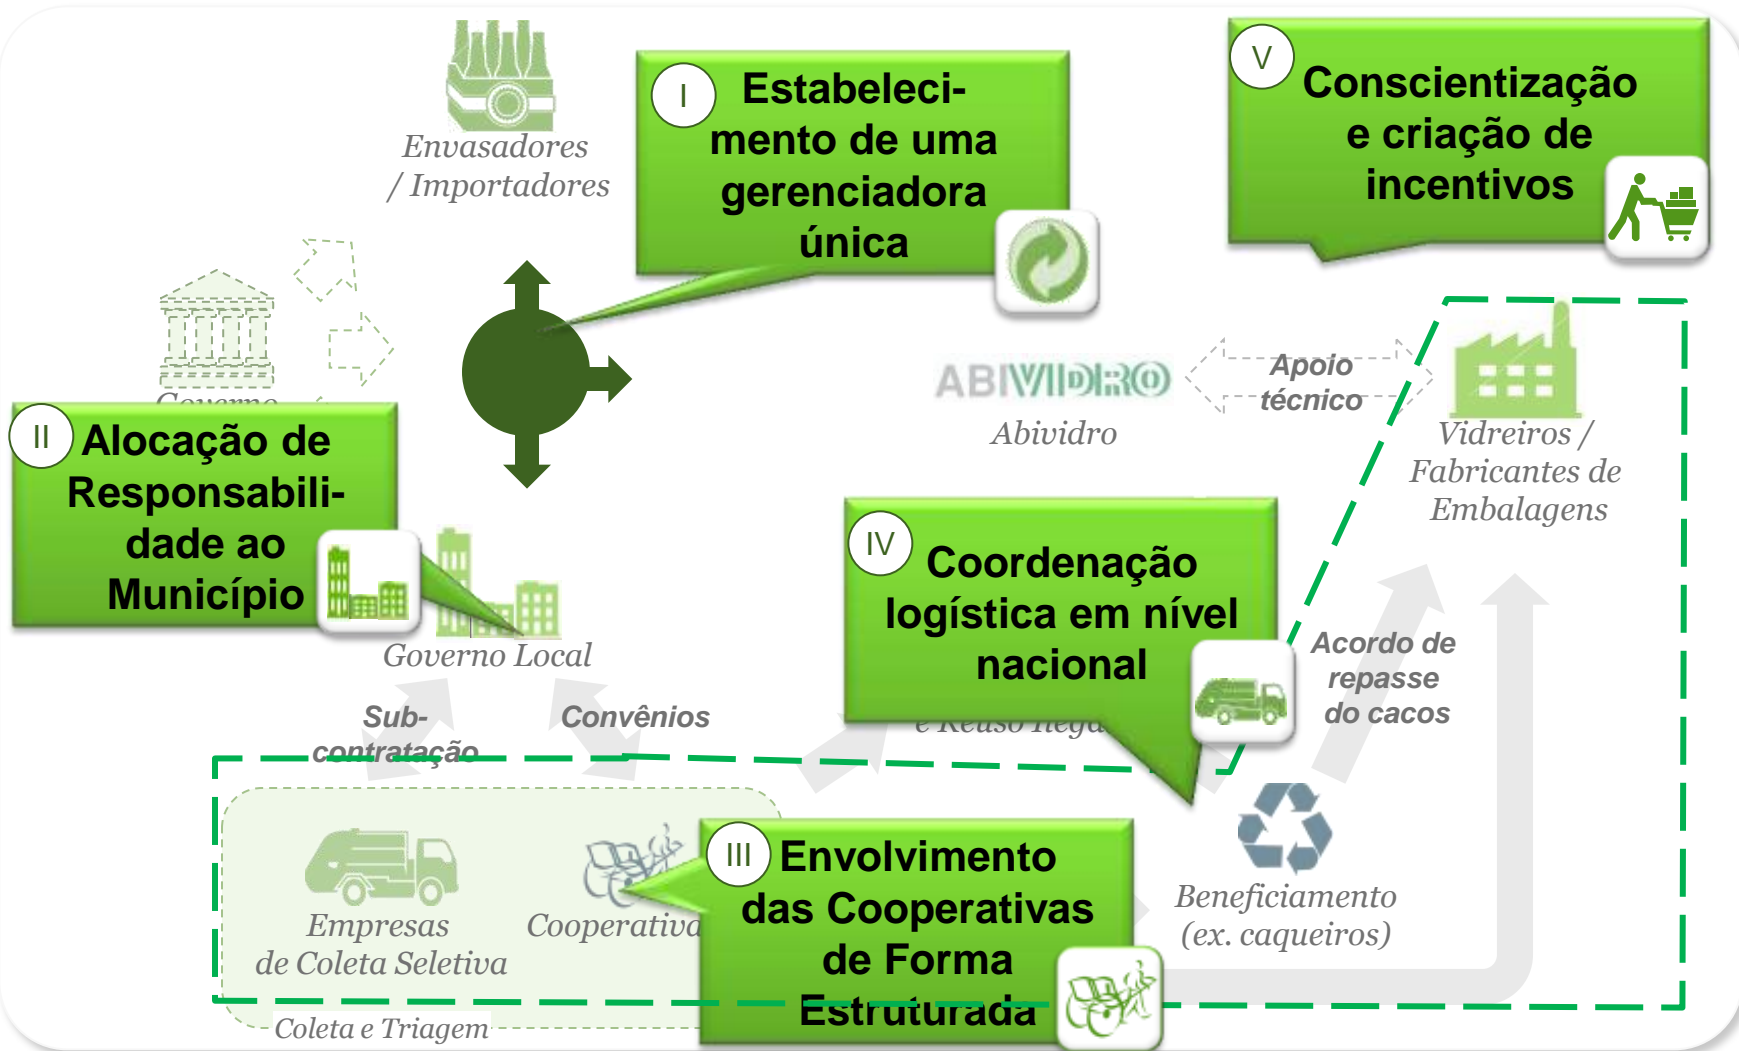 Envasadores
/ Importadores
I
Estabeleci-
mento de uma
gerenciadora
única
V
Conscientização
e criação de
incentivos
Governo
II
Alocação de
Responsabili-
dade ao
Município
Governo Local
ABIVIDRO
Abividro
Apoio
técnico
Vidreiros /
Fabricantes de
Embalagens
IV
Coordenação
logística em nível
nacional
e Reuso
Acordo de
repasse
do cacos
Sub-
contratação
Convênios
Empresas
de Coleta Seletiva
Coleta e Triagem
III
Envolvimento
das Cooperativas
de Forma
Estruturada
Beneficiamento
(ex. caqueiros)